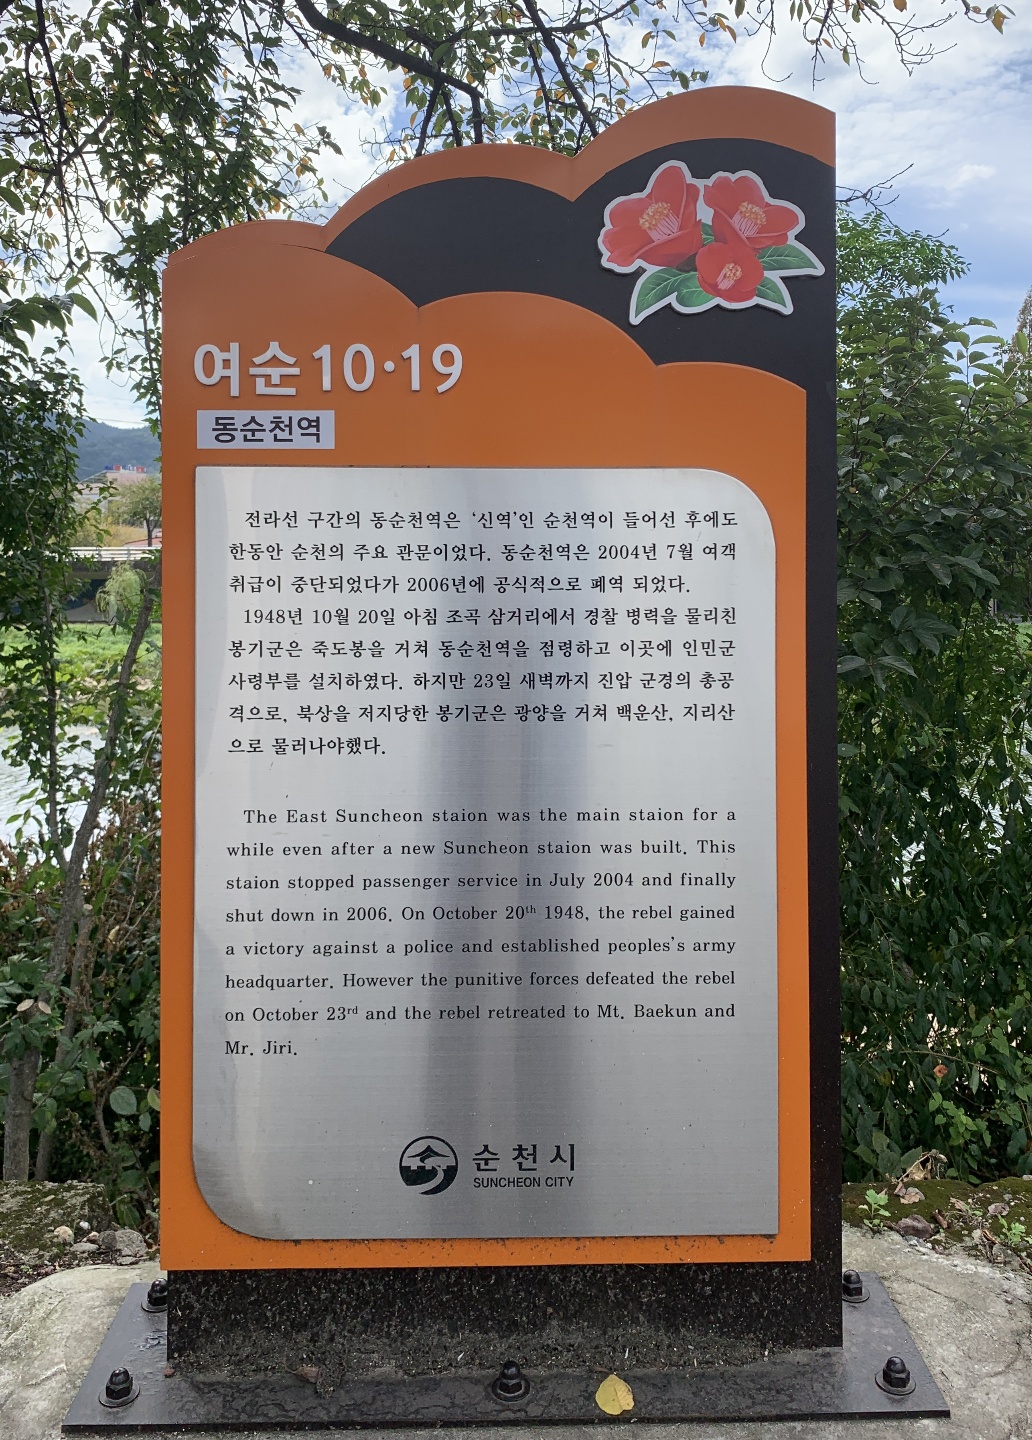 여순10·19
동순천역
전라선 구간의 동순천역은 ‘신역’인 순천역이 들어선 후에도
한동안 순천의 주요 관문이었다. 동순천역은 2004년 7월 여객
취급이 중단되었다가 2006년에 공식적으로 폐역 되었다.
1948년 10월 20일 아침 조곡 삼거리에서 경찰 병력을 물리친
봉기군은 죽도봉을 거쳐 동순천역을 점령하고 이곳에 인민군
사령부를 설치하였다. 하지만 23일 새벽까지 진압 군경의 총공
격으로, 북상을 저지당한 봉기군은 광양을 거쳐 백운산, 지리산
으로 물러나야했다.
The East Suncheon staion was the main staion for a
while even after a new Suncheon staion was built. This
staion stopped passenger service in July 2004 and finally
shut down in 2006. On October 20th 1948, the rebel gained
a victory against a police and established peoples's army
headquarter. However the punitive forces defeated the rebel
on October 23rd and the rebel retreated to Mt. Baekun and
Mr. Jiri.
순천시
SUNCHEON CITY